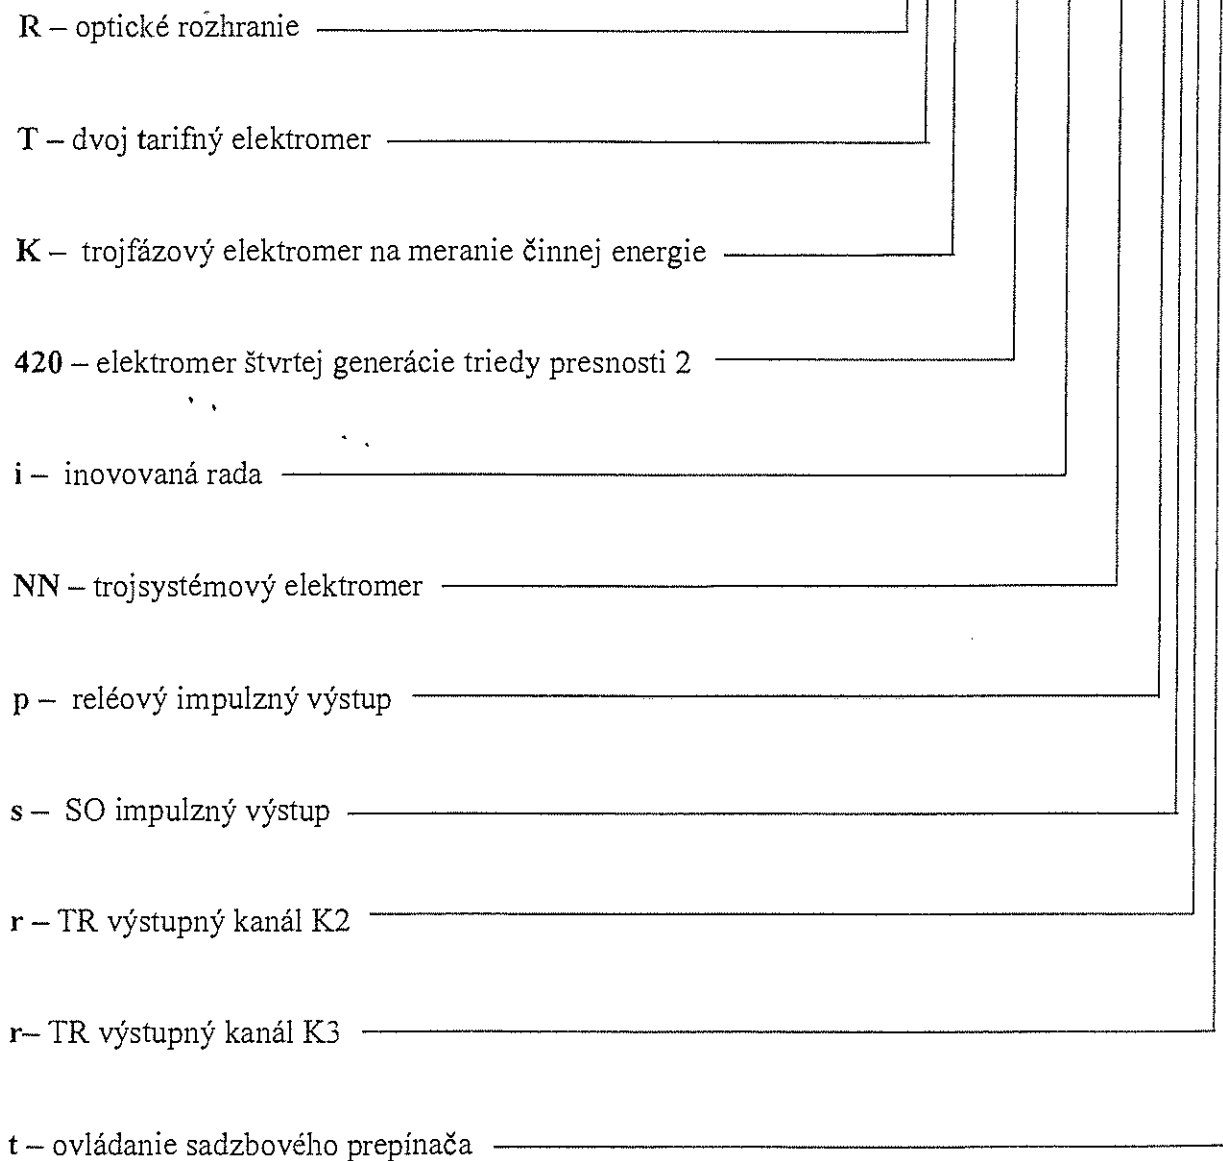 R – optické rozhranie
T – dvoj tarifný elektromer
K – trojfázový elektromer na meranie činnej energie
420 – elektromer štvrtej generácie triedy presnosti 2
i – inovovaná rada
NN – trojsystémový elektromer
p – reléový impulzný výstup
s – SO impulzný výstup
r – TR výstupný kanál K2
r– TR výstupný kanál K3
t – ovládanie sadzbového prepínača